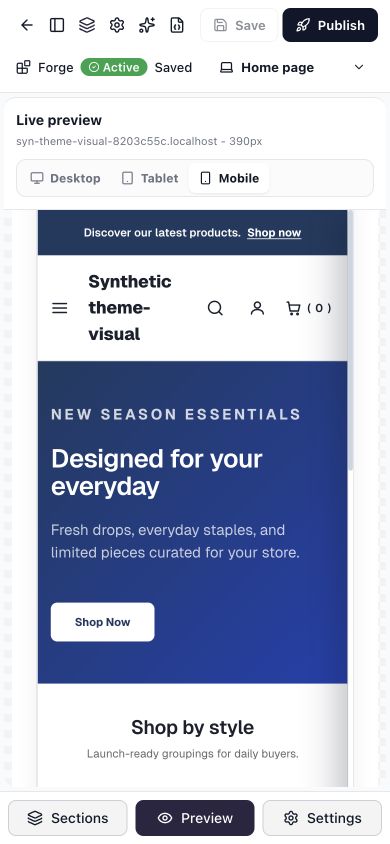 Save
Publish
Forge
Active
Saved
Home page
Live preview
syn-theme-visual-8203c55c.localhost - 390px
Desktop
Tablet
Mobile
Discover our latest products. Shop now
Synthetic
theme-
visual
( 0 )
NEW SEASON ESSENTIALS
Designed for your
everyday
Fresh drops, everyday staples, and
limited pieces curated for your store.
Shop Now
Shop by style
Launch-ready groupings for daily buyers.
Sections
Preview
Settings